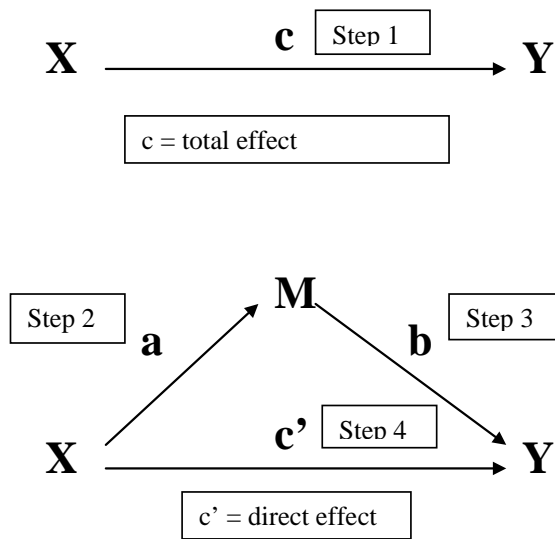 c Step 1
X Y
c = total effect
M
Step 2 Step 3
a b
c’ Step 4
X Y
c’ = direct effect